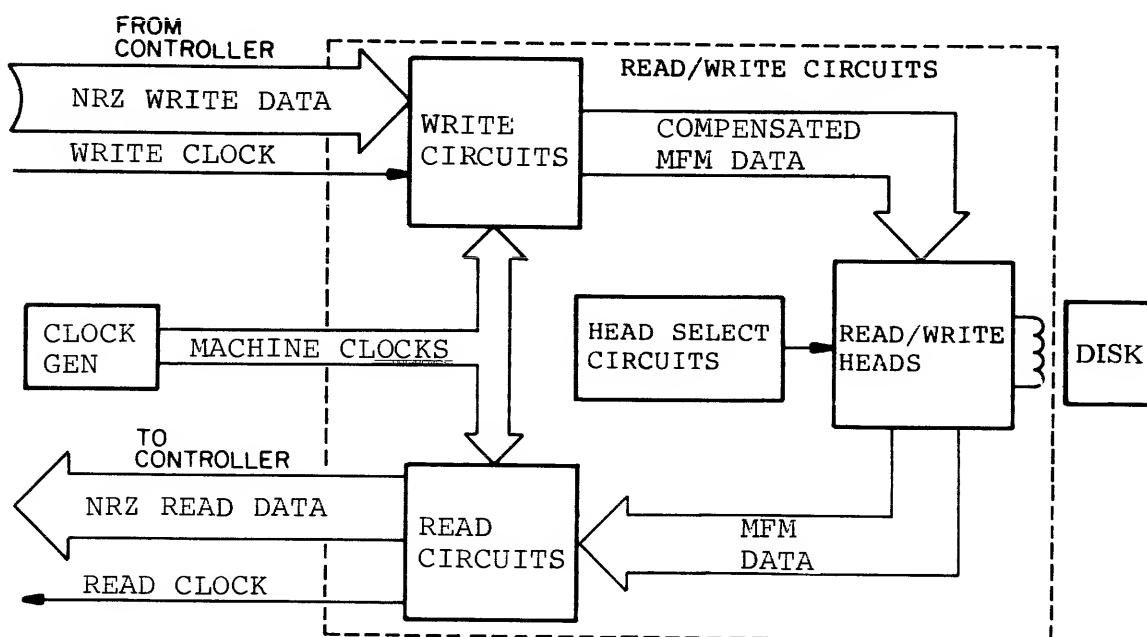 FROM
CONTROLLER
READ/WRITE CIRCUITS
NRZ WRITE DATA
WRITE
CIRCUITS
COMPENSATED
MFM DATA
WRITE CLOCK
CLOCK
GEN
MACHINE CLOCKS
HEAD SELECT
CIRCUITS
READ/WRITE
HEADS
DISK
TO
CONTROLLER
NRZ READ DATA
READ
CIRCUITS
MFM
DATA
READ CLOCK